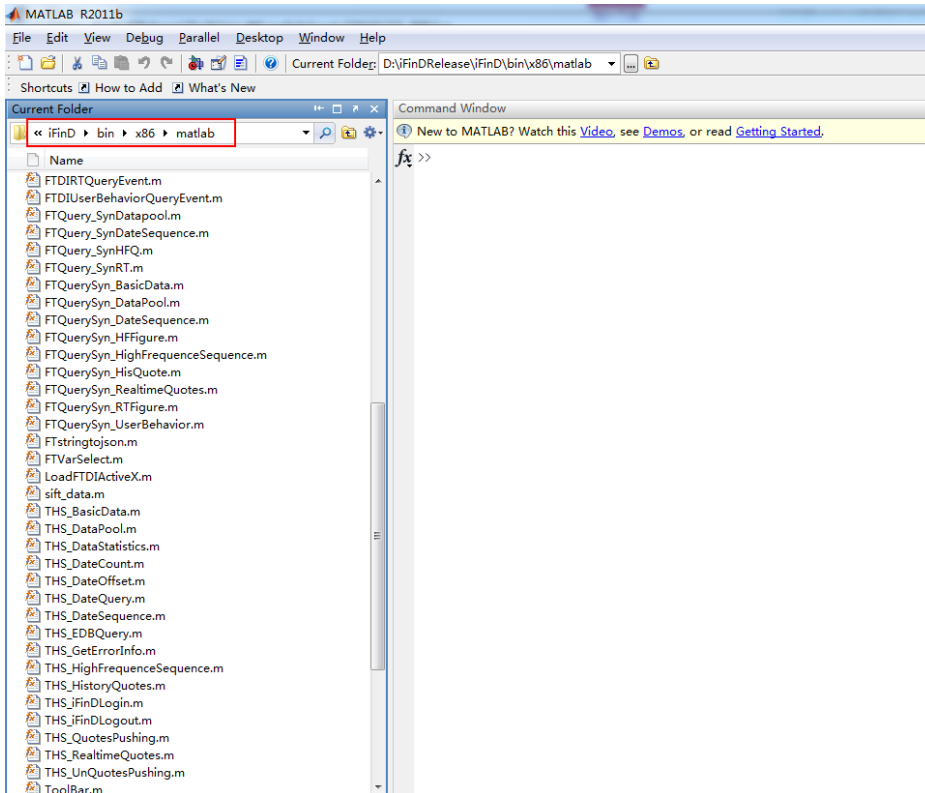 MATLAB R2011b
File Edit View Debug Parallel Desktop Window Help
Current Folder: D:\iFinDRelease\iFinD\bin\x86\matlab
Shortcuts How to Add What's New
Current Folder
Command Window
« iFinD bin x86 matlab
New to MATLAB? Watch this Video, see Demos, or read Getting Started.
Name
fx >>
FTDIRTQueryEvent.m
FTDIUserBehaviorQueryEvent.m
FTQuery_SynDatapool.m
FTQuery_SynDateSequence.m
FTQuery_SynHFQ.m
FTQuery_SynRT.m
FTQuerySyn_BasicData.m
FTQuerySyn_DataPool.m
FTQuerySyn_DateSequence.m
FTQuerySyn_HFFigure.m
FTQuerySyn_HighFrequenceSequence.m
FTQuerySyn_HisQuote.m
FTQuerySyn_RealtimeQuotes.m
FTQuerySyn_RTFigure.m
FTQuerySyn_UserBehavior.m
FTstringtojson.m
FTVarSelect.m
LoadFTDIActiveX.m
sift_data.m
THS_BasicData.m
THS_DataPool.m
THS_DataStatistics.m
THS_DateCount.m
THS_DateOffset.m
THS_DateQuery.m
THS_DateSequence.m
THS_EDBQuery.m
THS_GetErrorInfo.m
THS_HighFrequenceSequence.m
THS_HistoryQuotes.m
THS_iFinDLogin.m
THS_iFinDLogout.m
THS_QuotesPushing.m
THS_RealtimeQuotes.m
THS_UnQuotesPushing.m
ToolBar.m